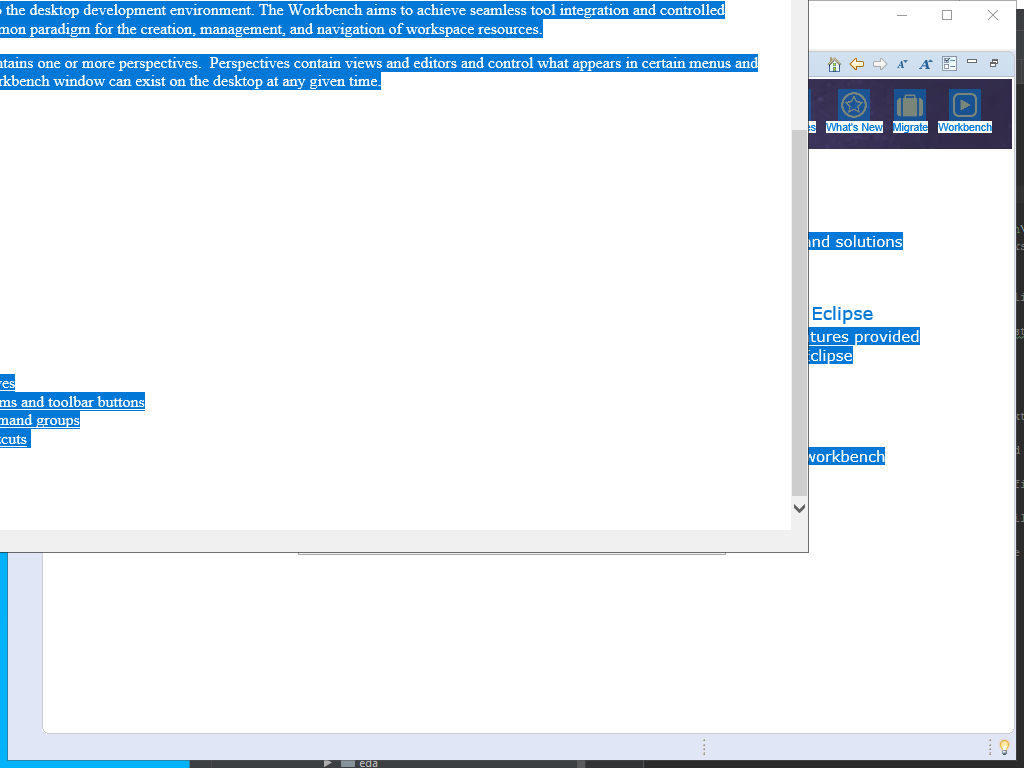 the desktop development environment. The Workbench aims to achieve seamless tool integration and controlled
mon paradigm for the creation, management, and navigation of workspace resources.
ntains one or more perspectives.  Perspectives contain views and editors and control what appears in certain menus and
rkbench window can exist on the desktop at any given time.
es What's New Migrate Workbench
and solutions
Eclipse
tures provided
Eclipse
ves
ms and toolbar buttons
mand groups
cuts
workbench
eda